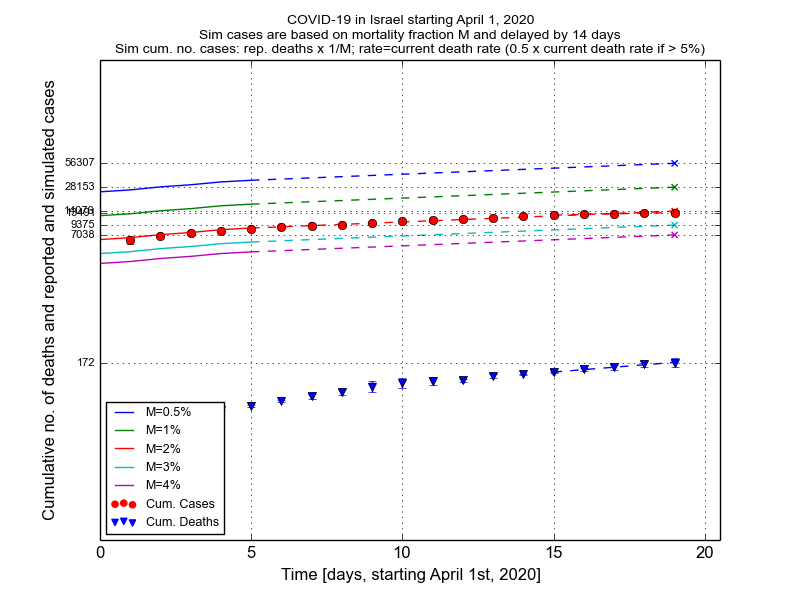 COVID-19 in Israel starting April 1, 2020
Sim cases are based on mortality fraction M and delayed by 14 days
Sim cum. no. cases: rep. deaths x 1/M; rate=current death rate (0.5 x current death rate if > 5%)
Cumulative no. of deaths and reported and simulated cases
56307
28153
9375
7038
172
M=0.5%
M=1%
M=2%
M=3%
M=4%
Cum. Cases
Cum. Deaths
0 5 10 15 20
Time [days, starting April 1st, 2020]